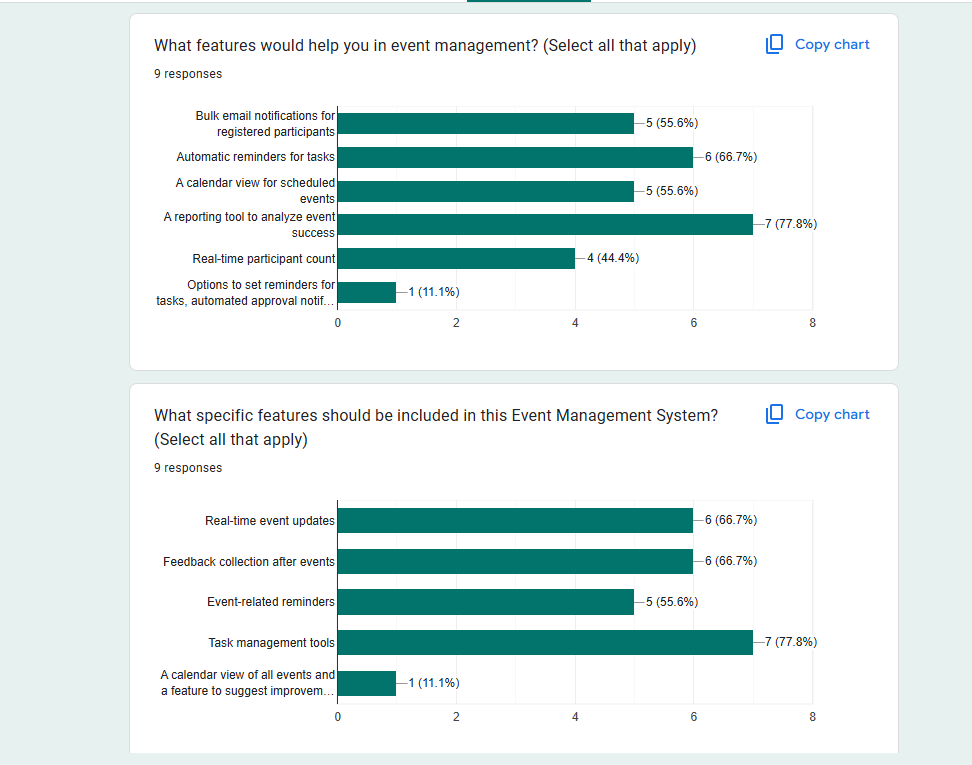 What features would help you in event management? (Select all that apply)
Copy chart
9 responses
Bulk email notifications for
registered participants
5 (55.6%)
Automatic reminders for tasks
6 (66.7%)
A calendar view for scheduled
events
5 (55.6%)
A reporting tool to analyze event
success
7 (77.8%)
Real-time participant count
4 (44.4%)
Options to set reminders for
tasks, automated approval notif…
1 (11.1%)
0 2 4 6 8
What specific features should be included in this Event Management System?
(Select all that apply)
Copy chart
9 responses
Real-time event updates
6 (66.7%)
Feedback collection after events
6 (66.7%)
Event-related reminders
5 (55.6%)
Task management tools
7 (77.8%)
A calendar view of all events and
a feature to suggest improvem…
1 (11.1%)
0 2 4 6 8